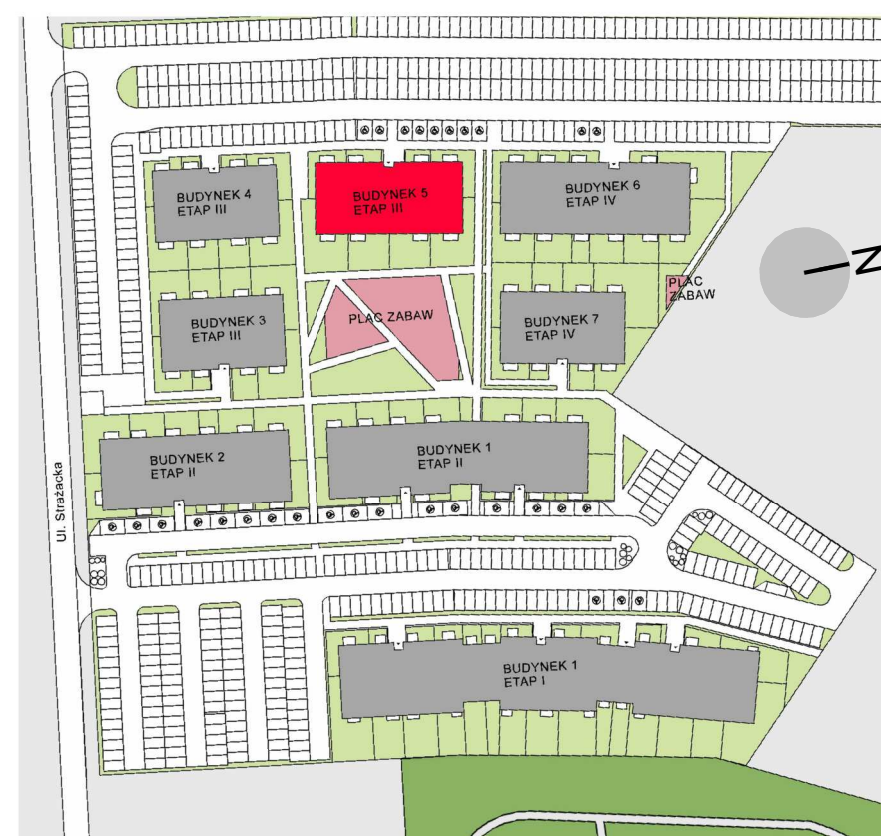 BUDYNEK 4
ETAP III
BUDYNEK 5
ETAP III
BUDYNEK 6
ETAP IV
N
PLAC
ZABAW
BUDYNEK 3
ETAP III
PLAC ZABAW
BUDYNEK 7
ETAP IV
BUDYNEK 2
ETAP II
BUDYNEK 1
ETAP II
Ul. Strażacka
BUDYNEK 1
ETAP I